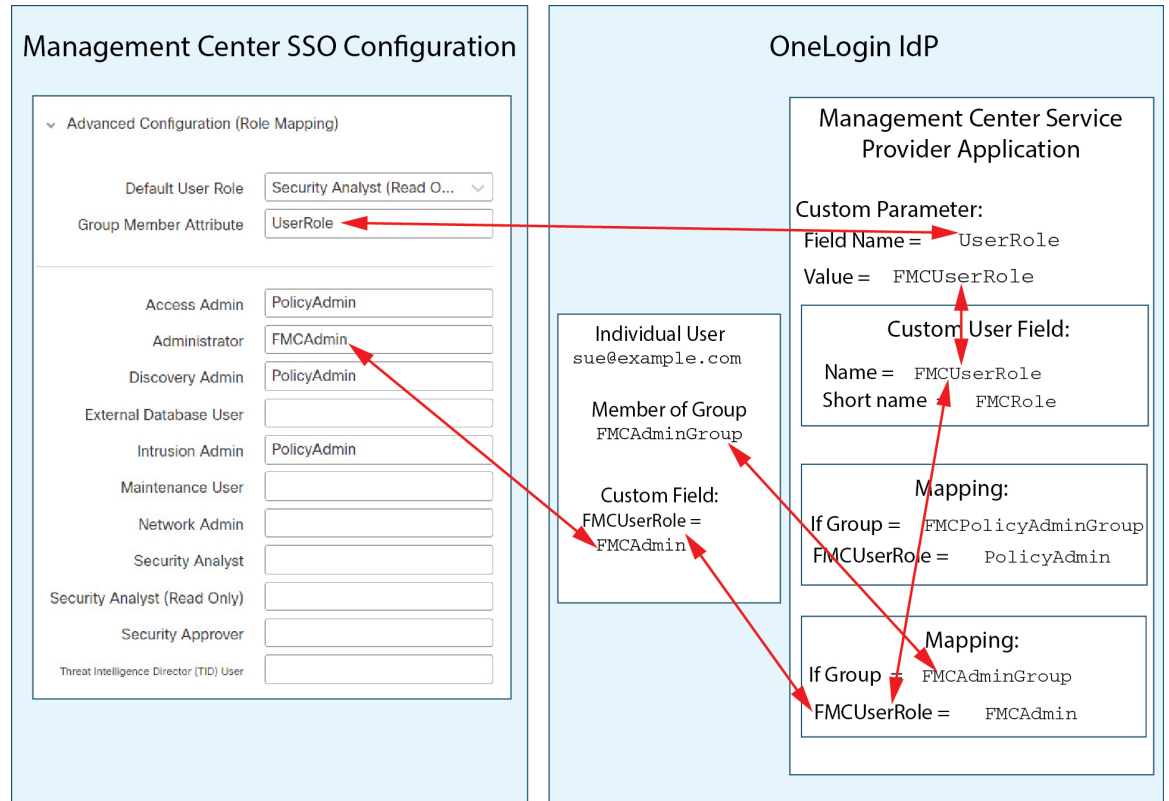 Management Center SSO Configuration
Advanced Configuration (Role Mapping)
Default User Role Security Analyst (Read O...
Group Member Attribute UserRole
Access Admin PolicyAdmin
Administrator FMCAdmin
Discovery Admin PolicyAdmin
External Database User
Intrusion Admin PolicyAdmin
Maintenance User
Network Admin
Security Analyst
Security Analyst (Read Only)
Security Approver
Threat Intelligence Director (TID) User
OneLogin IdP
Individual User
sue@example.com
Member of Group
FMCAdminGroup
Custom Field:
FMCUserRole =
FMCAdmin
Management Center Service
Provider Application
Custom Parameter:
Field Name = UserRole
Value = FMCUserRole
Custom User Field:
Name = FMCUserRole
Short name = FMCRole
Mapping:
If Group = FMCPolicyAdminGroup
FMCUserRole = PolicyAdmin
Mapping:
If Group = FMCAdminGroup
FMCUserRole = FMCAdmin